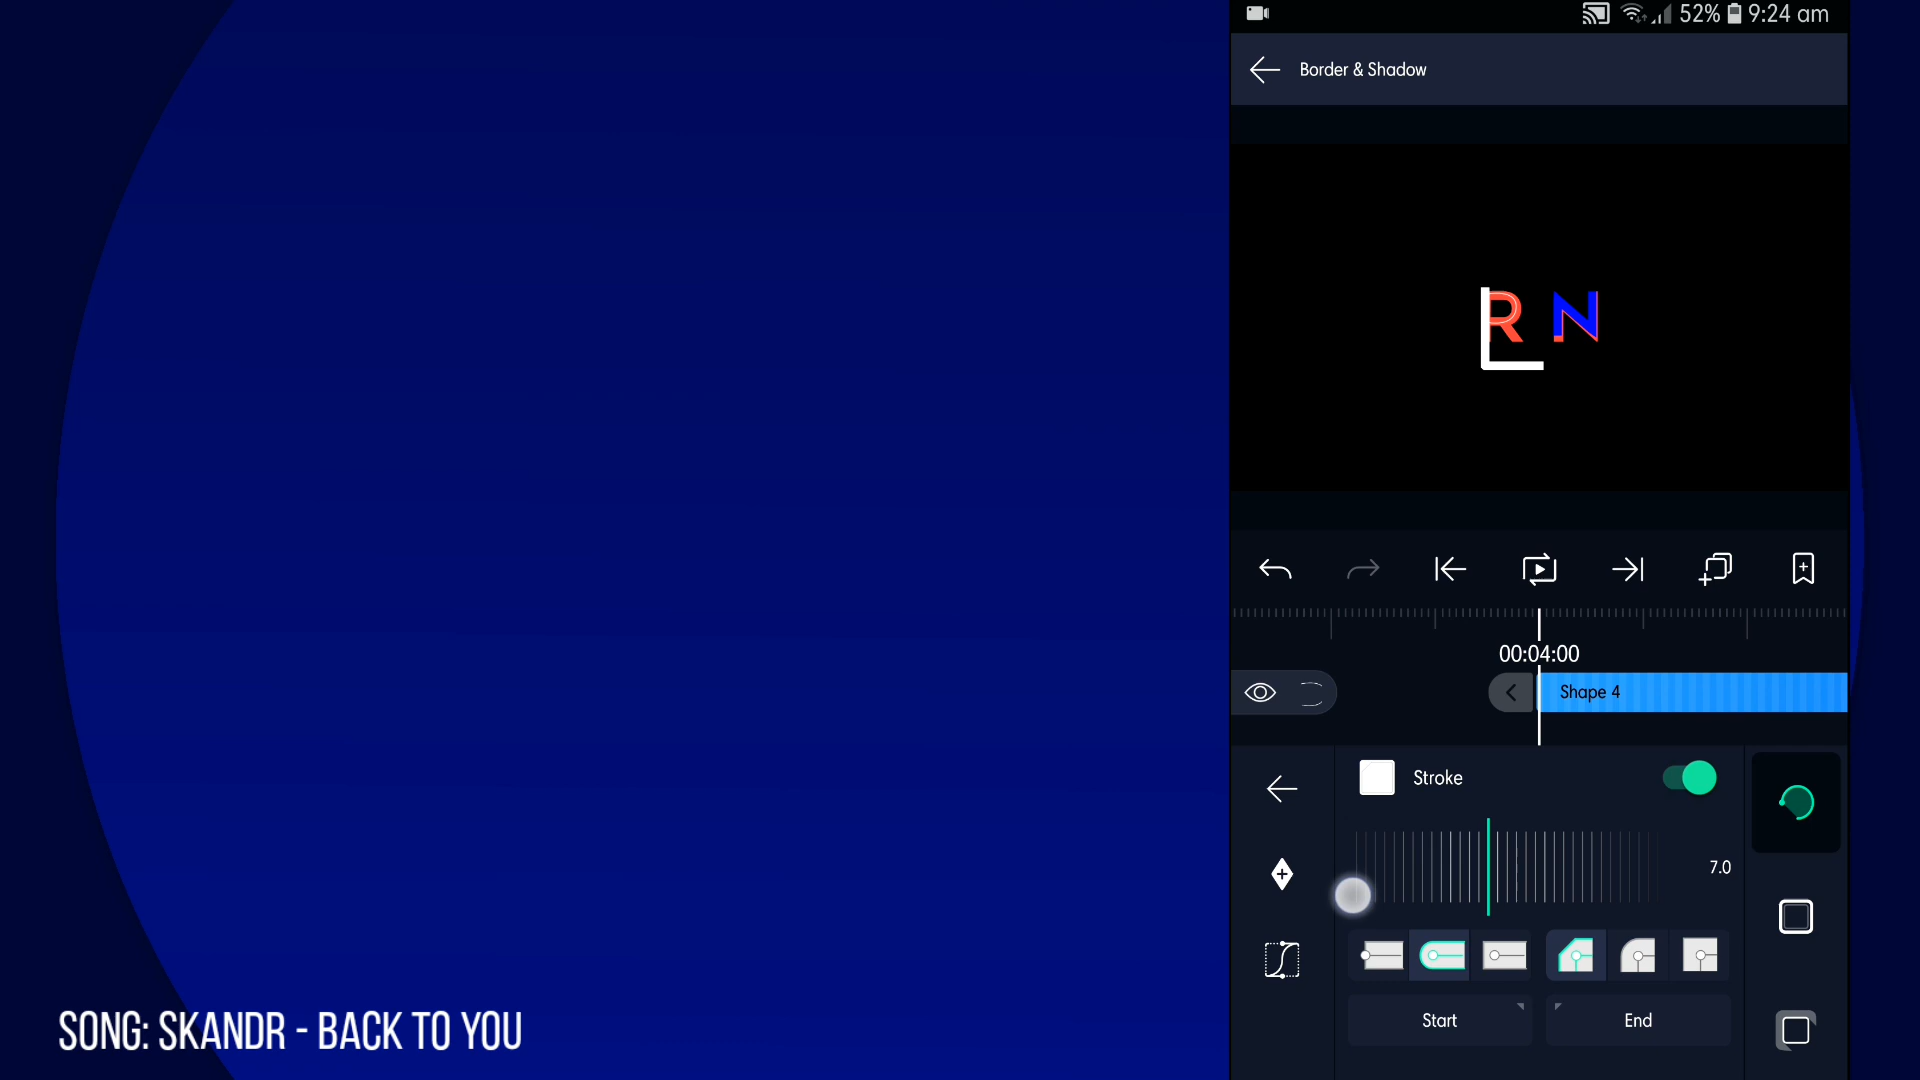 52% 9:24 am
Border & Shadow
R N
00:04:00
Shape 4
Stroke
7.0
Start
End
SONG: SKANDR - BACK TO YOU